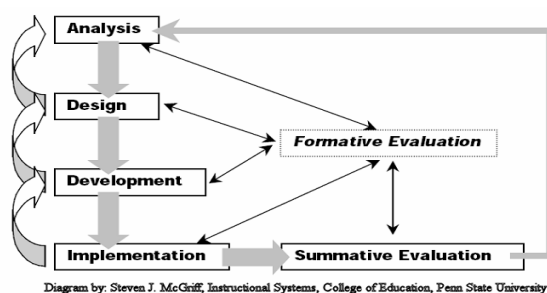 Analysis
Design
Formative Evaluation
Development
Implementation
Summative Evaluation
Diagram by: Steven J. McGriff, Instructional Systems, College of Education, Penn State University